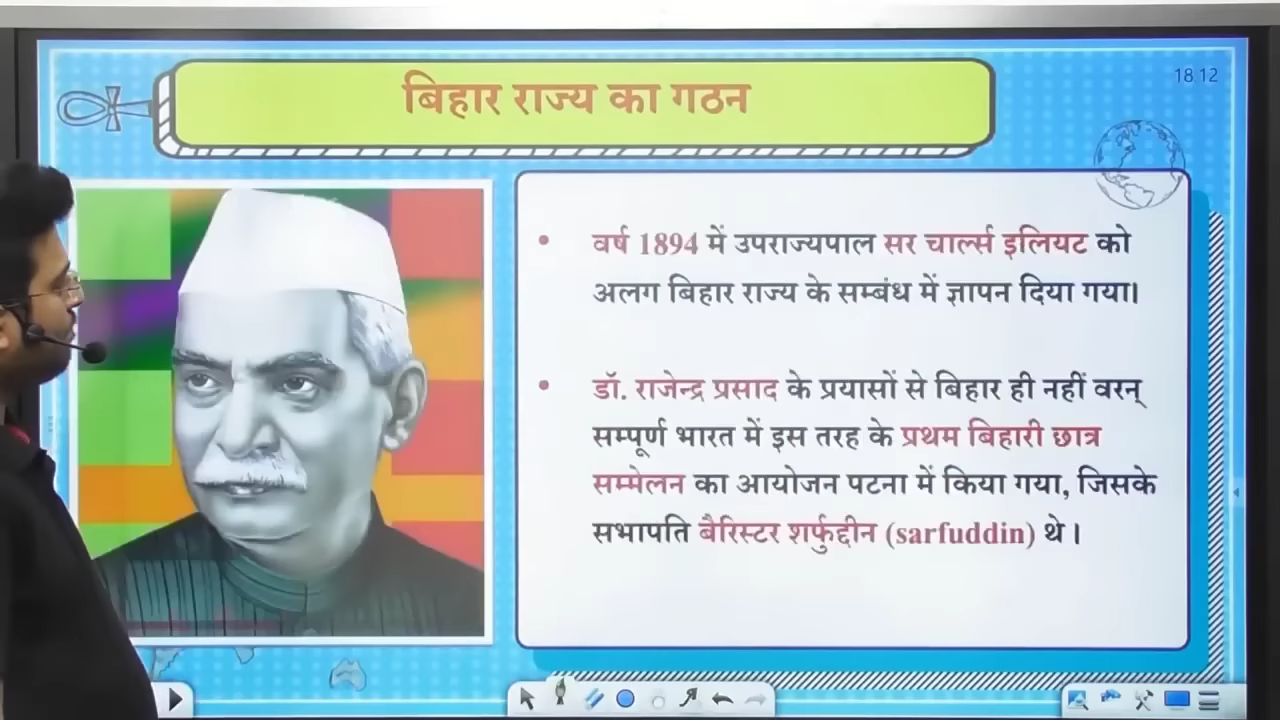 बिहार राज्य का गठन
18 12
• वर्ष 1894 में उपराज्यपाल सर चार्ल्स इलियट को
अलग बिहार राज्य के सम्बंध में ज्ञापन दिया गया।
• डॉ. राजेन्द्र प्रसाद के प्रयासों से बिहार ही नहीं वरन्
सम्पूर्ण भारत में इस तरह के प्रथम बिहारी छात्र
सम्मेलन का आयोजन पटना में किया गया, जिसके
सभापति बैरिस्टर शर्फुद्दीन (sarfuddin) थे ।